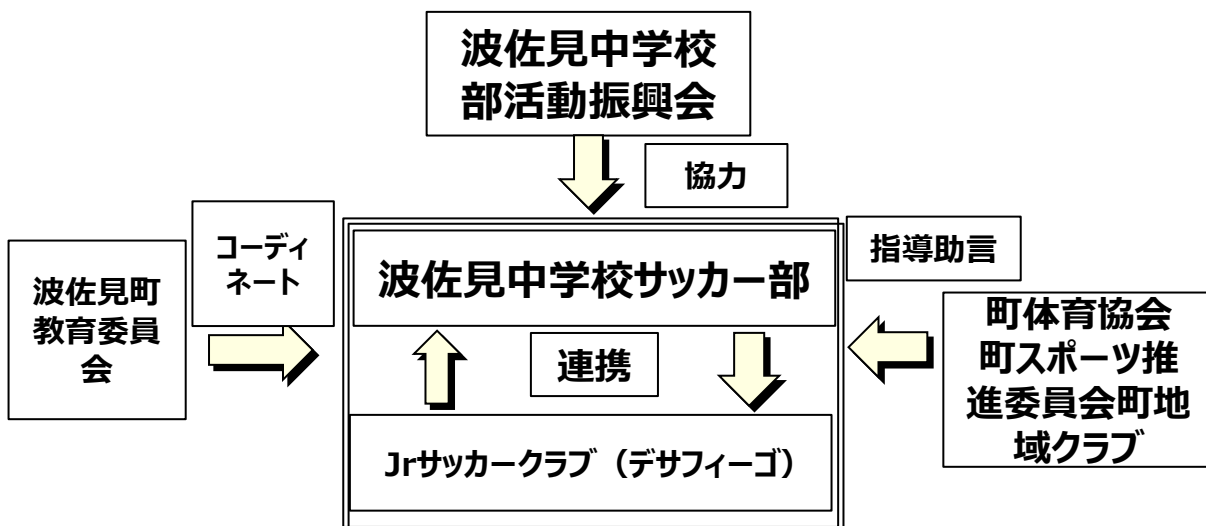 波佐見中学校
部活動振興会
協力
コーディ
ネート
指導助言
波佐見町
教育委員
会
波佐見中学校サッカー部
町体育協会
町スポーツ推
進委員会町地
域クラブ
連携
Jrサッカークラブ（デサフィーゴ）